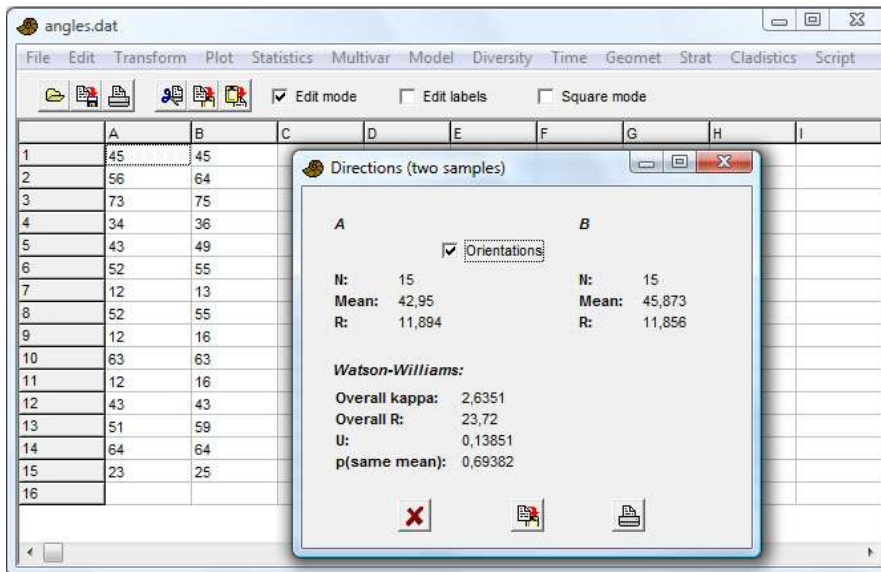 angles.dat
File Edit Transform Plot Statistics Multivar Model Diversity Time Geomet Strat Cladistics Script
Edit mode Edit labels Square mode
A B C D E F G H I
1 45 45
2 56 64
3 73 75
4 34 36
5 43 49
6 52 55
7 12 13
8 52 55
9 12 16
10 63 63
11 12 16
12 43 43
13 51 59
14 64 64
15 23 25
16
Directions (two samples)
A B
Orientations
N: 15 N: 15
Mean: 42,95 Mean: 45,873
R: 11,894 R: 11,856
Watson-Williams:
Overall kappa: 2,6351
Overall R: 23,72
U: 0,13851
p(same mean): 0,69382